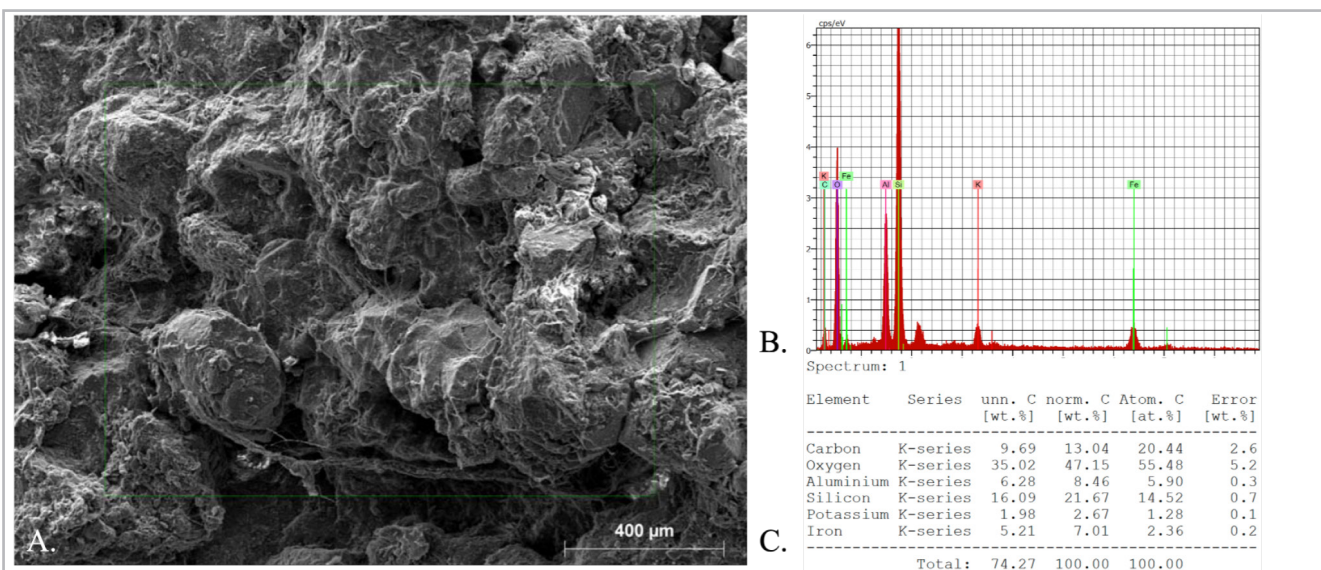 400 µm
A.
cps/eV
6
5
4
3
2
1
0
K Fe
C O Al Si K Fe
B.
Spectrum: 1
Element Series unn. C norm. C Atom. C Error
[wt.%] [wt.%] [at.%] [wt.%]
Carbon K-series 9.69 13.04 20.44 2.6
Oxygen K-series 35.02 47.15 55.48 5.2
Aluminium K-series 6.28 8.46 5.90 0.3
Silicon K-series 16.09 21.67 14.52 0.7
Potassium K-series 1.98 2.67 1.28 0.1
Iron K-series 5.21 7.01 2.36 0.2
Total: 74.27 100.00 100.00
C.